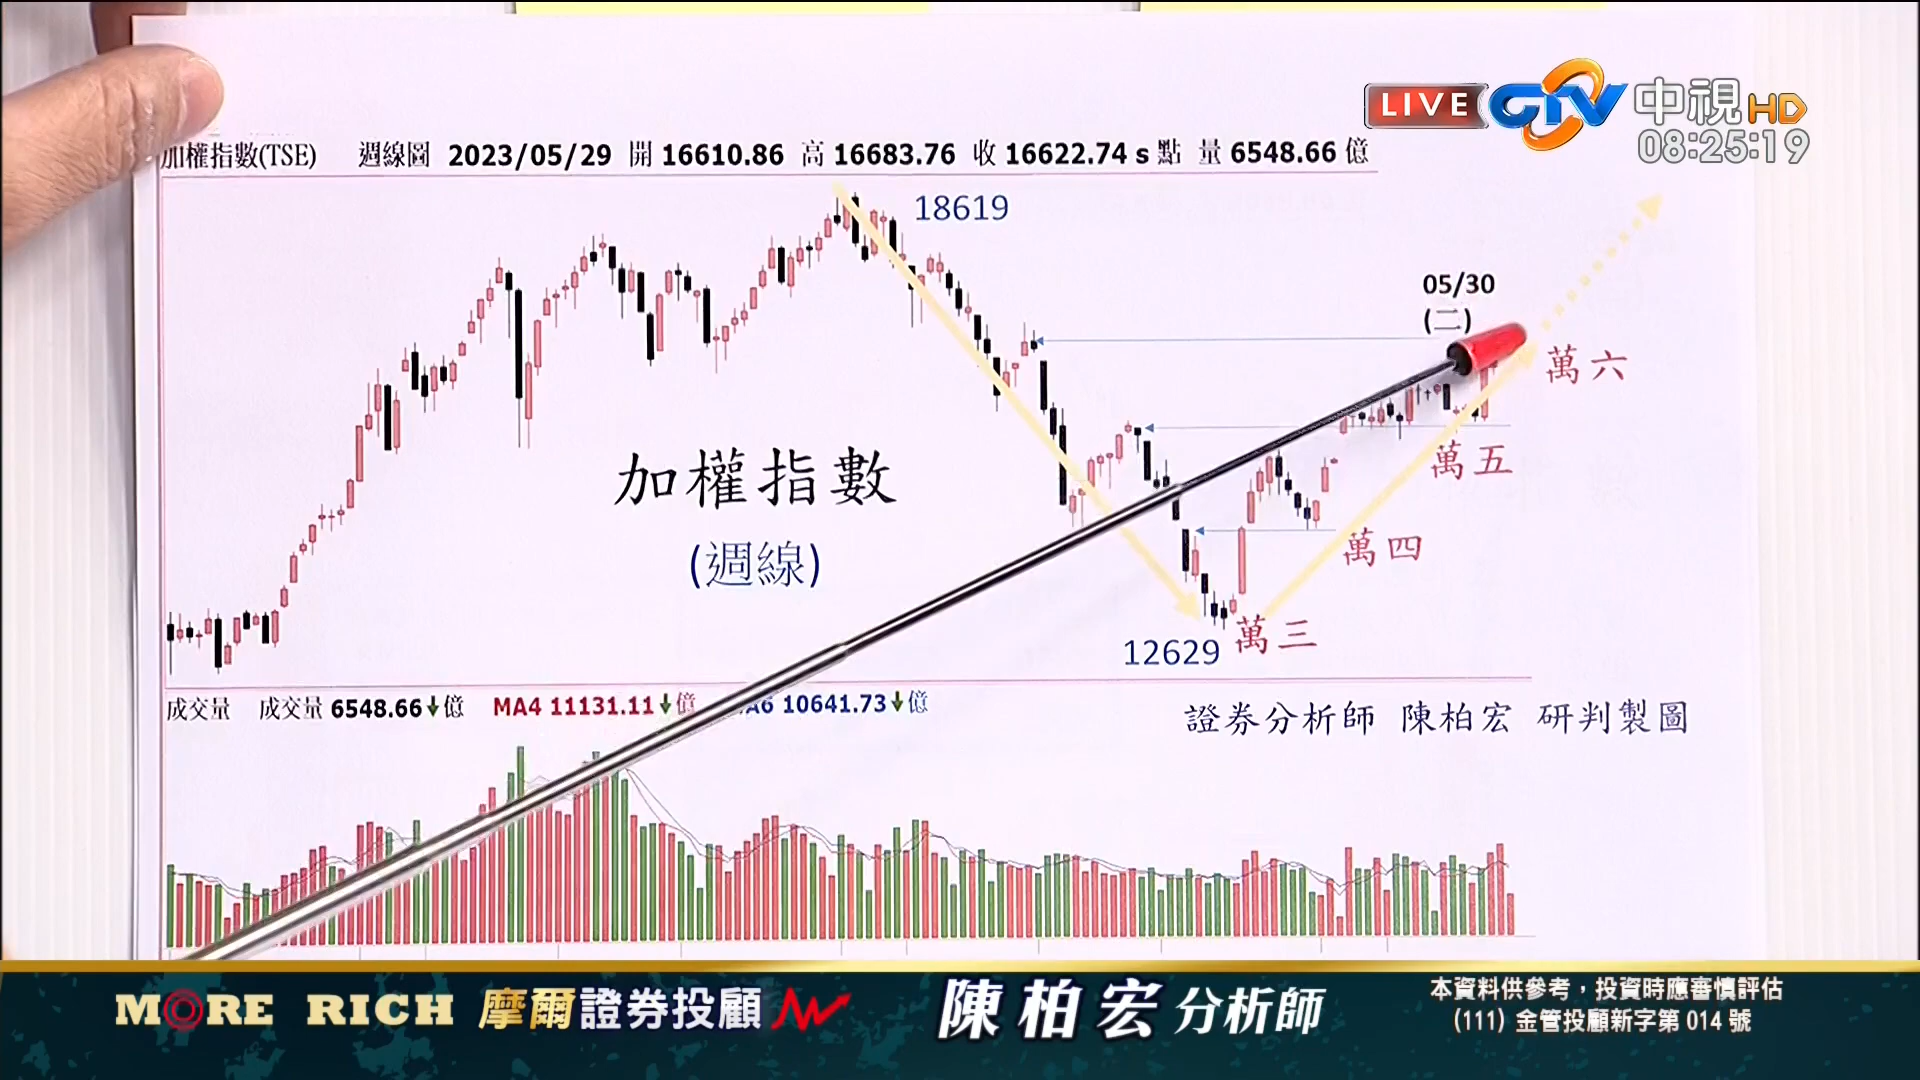 LIVE CTV 中視HD
08:25:19
加權指數(TSE) 週線圖 2023/05/29 開 16610.86 高 16683.76 收 16622.74 s 點 量 6548.66 億
18619
05/30
(二)
萬六
加權指數
(週線)
萬五
萬四
萬三
12629
成交量 成交量 6548.66↓億 MA4 11131.11↓億 A6 10641.73↓億
證券分析師 陳柏宏 研判製圖
MORE RICH 摩爾證券投顧 陳柏宏 分析師
本資料供參考，投資時應審慎評估
(111) 金管投顧新字第 014 號